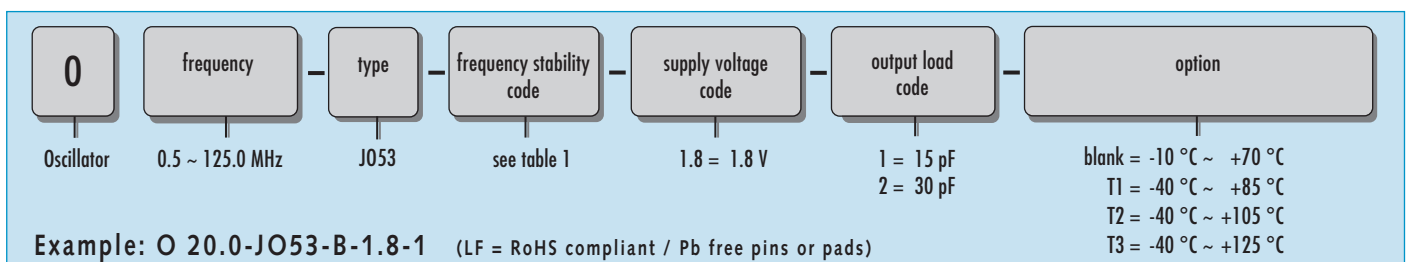 O
frequency
–
type
–
frequency stability
code
–
supply voltage
code
–
output load
code
–
option
Oscillator
0.5 ~ 125.0 MHz
JO53
see table 1
1.8 = 1.8 V
1 = 15 pF
2 = 30 pF
blank = -10 °C ~ +70 °C
T1 = -40 °C ~ +85 °C
T2 = -40 °C ~ +105 °C
T3 = -40 °C ~ +125 °C
Example: O 20.0-JO53-B-1.8-1 (LF = RoHS compliant / Pb free pins or pads)